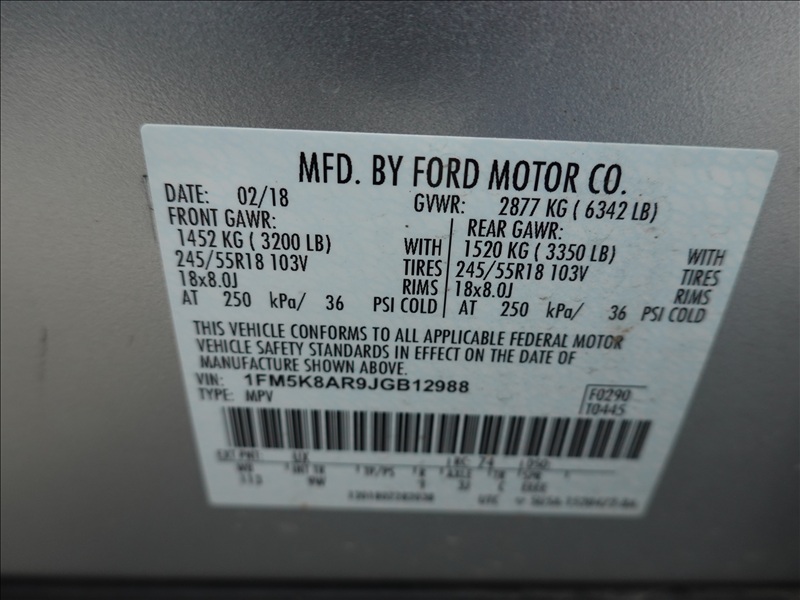 MFD. BY FORD MOTOR CO.
DATE: 02/18 GVWR: 2877 KG ( 6342 LB)
FRONT GAWR: REAR GAWR:
1452 KG ( 3200 LB) WITH 1520 KG ( 3350 LB) WITH
245/55R18 103V TIRES 245/55R18 103V TIRES
18x8.0J RIMS 18x8.0J RIMS
AT 250 kPa/ 36 PSI COLD AT 250 kPa/ 36 PSI COLD
THIS VEHICLE CONFORMS TO ALL APPLICABLE FEDERAL MOTOR
VEHICLE SAFETY STANDARDS IN EFFECT ON THE DATE OF
MANUFACTURE SHOWN ABOVE.
VIN: 1FM5K8AR9JGB12988
TYPE: MPV
F0290
T0445
EXT PNT: